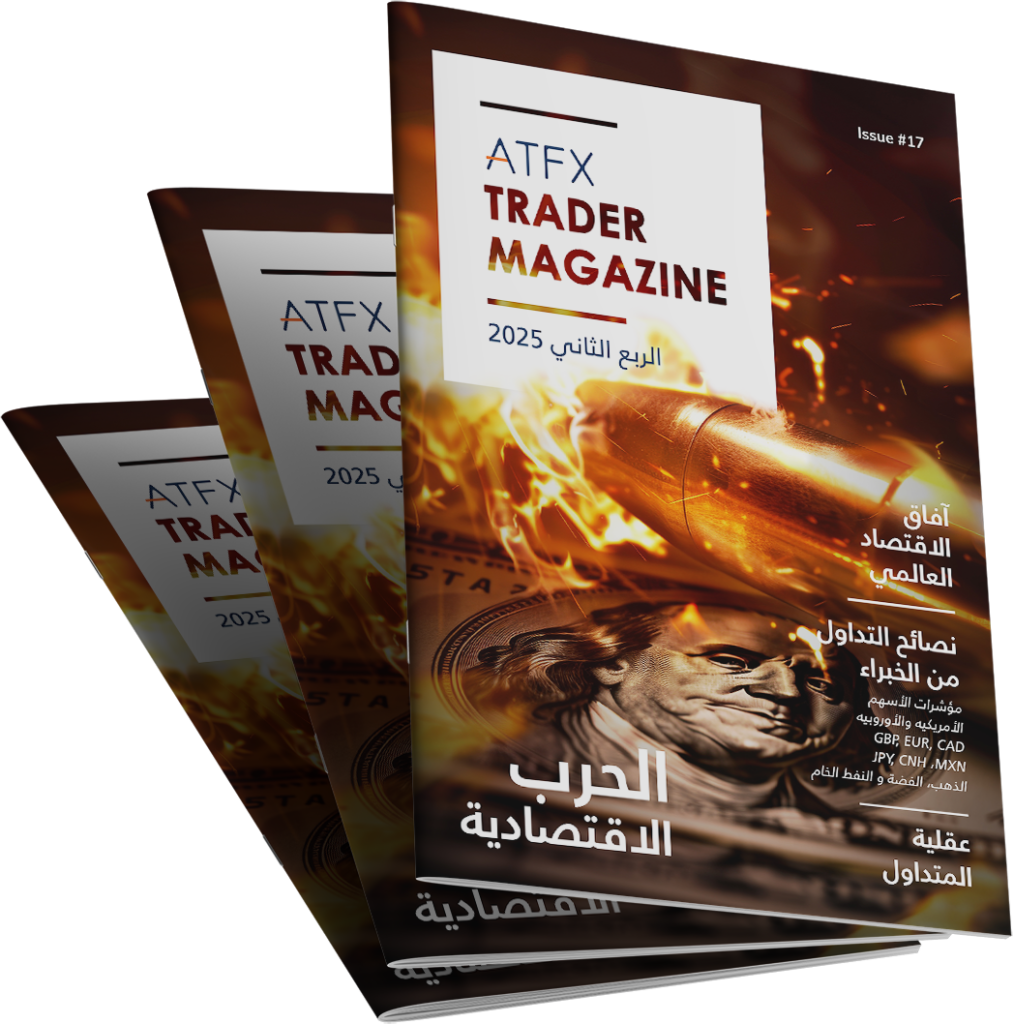 Issue #17
ATFX
TRADER
MAGAZINE
الربع الثاني 2025
آفاق
الاقتصاد
العالمي
نصائح التداول
من الخبراء
مؤشرات الأسهم
الأمريكيه والأوروبيه
GBP, EUR, CAD
JPY, CNH ،MXN
الذهب، الفضة و النفط الخام
عقلية
المتداول
الحرب
الاقتصادية
ATFX
TRAD
MAG
2025
الاقتصادية
ATFX
TRA
MA
2025